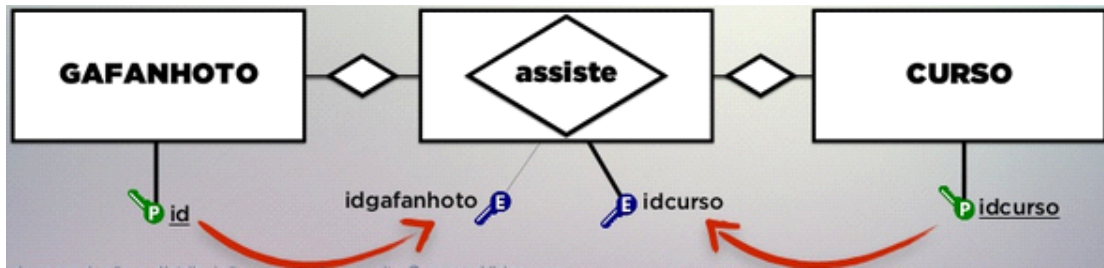 GAFANHOTO
assiste
CURSO
idgafanhoto
E
E
idcurso
P
id
P
idcurso